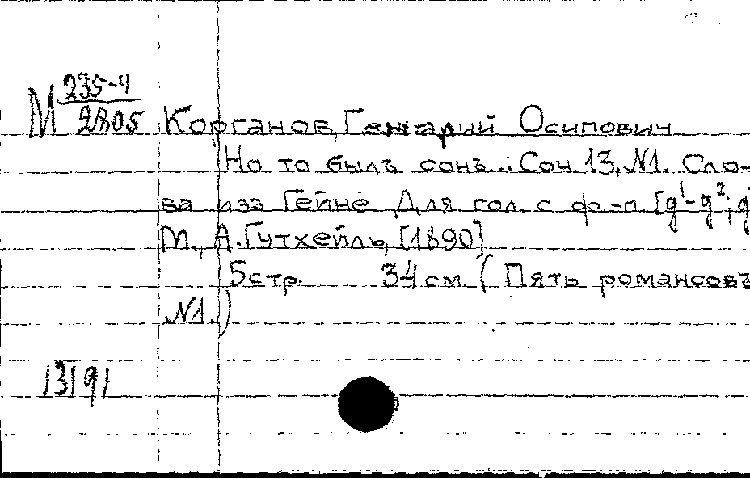 М 235-4
2805 Корганов, Геннадий Осипович
Но то былъ сонъ... Соч. 13, №1. Сло-
ва изъ Гейне. Для гол. с ф.-п. [g¹-g²; g
М., А. Гутхейль, [1890]
5 стр. 34 см. (Пять романсовъ
№1.)
13191